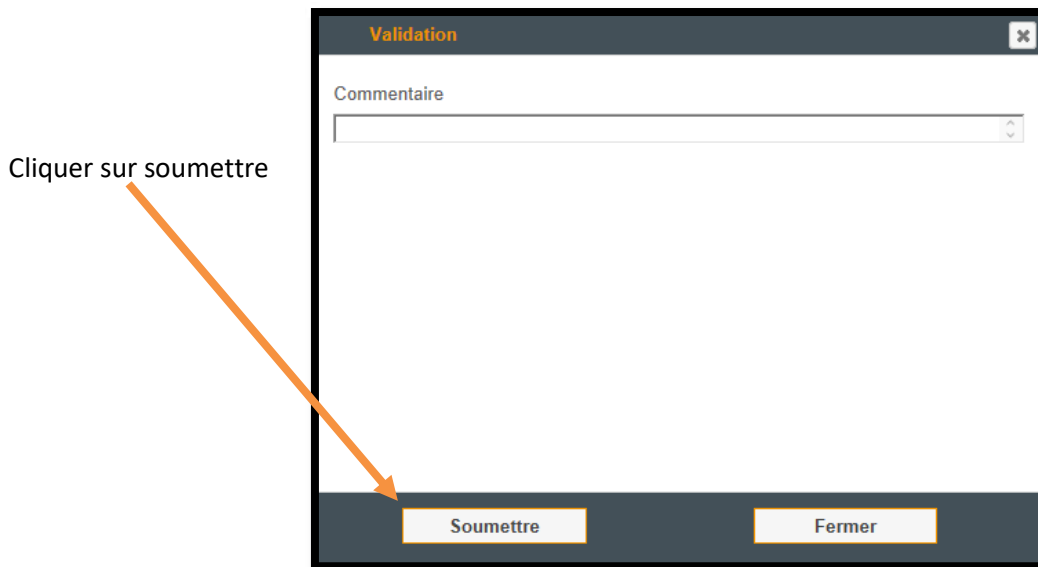 Validation
Commentaire
Cliquer sur soumettre
Soumettre
Fermer